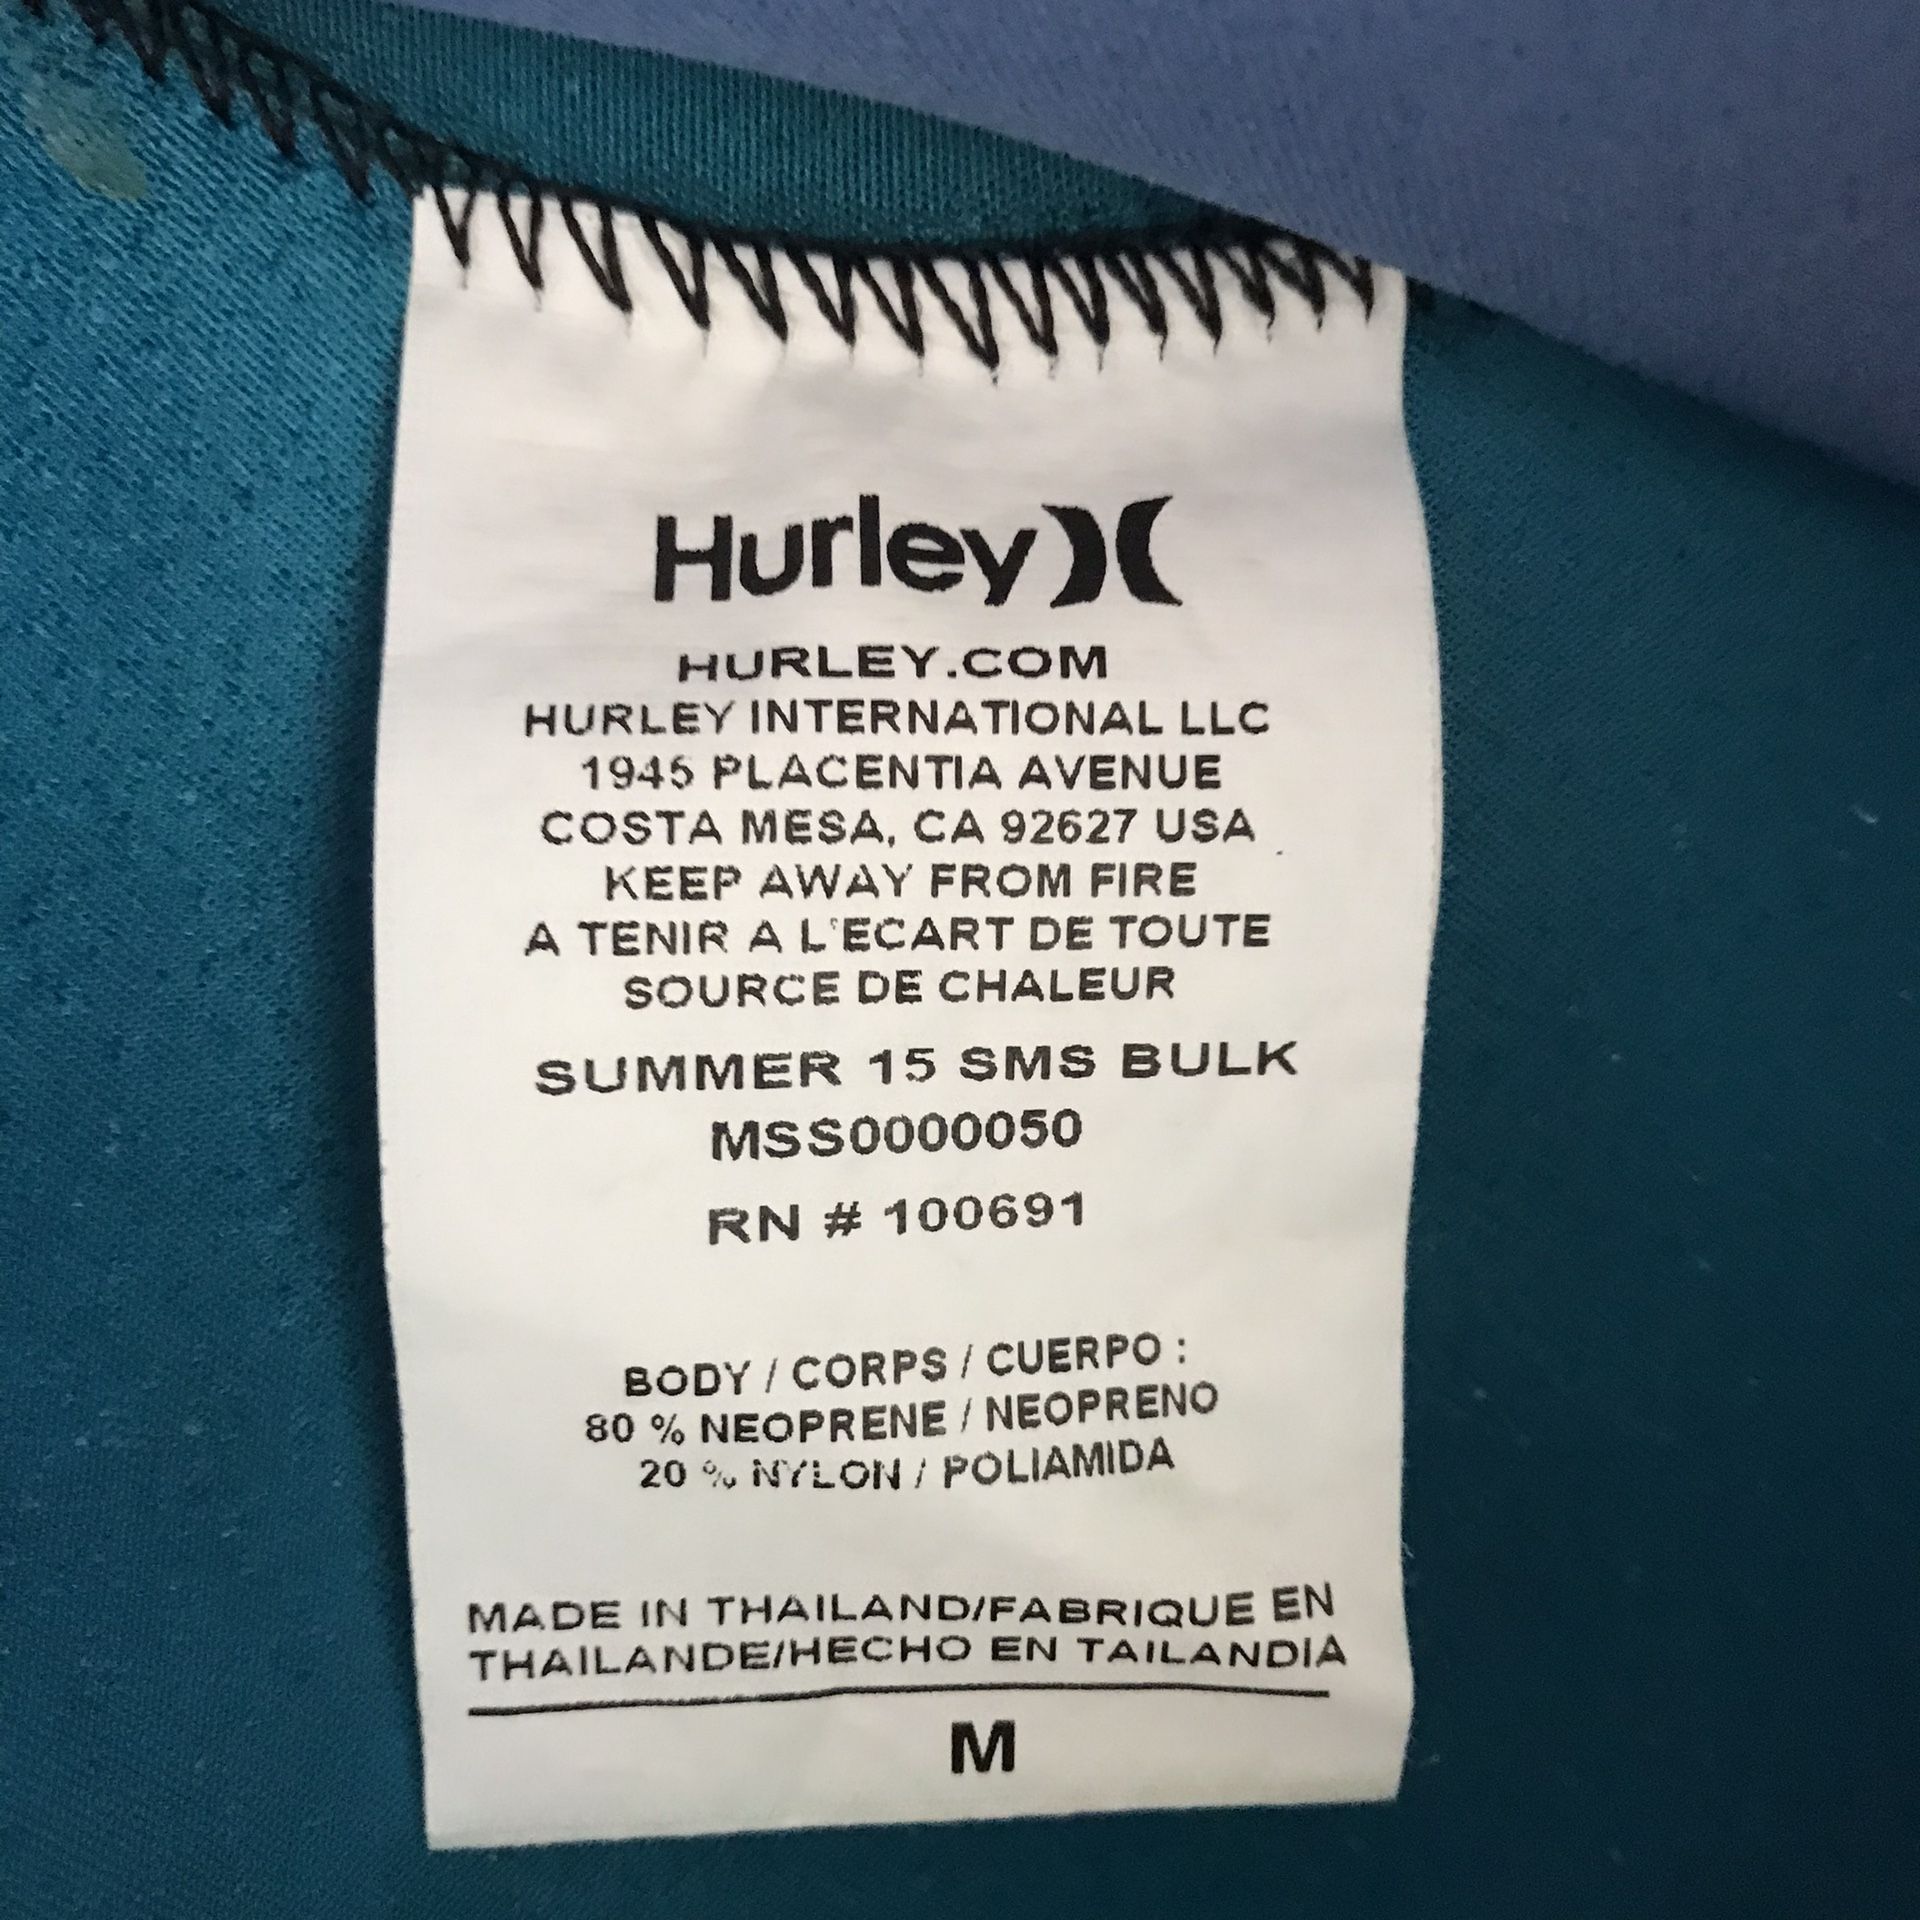 Hurley
HURLEY.COM
HURLEY INTERNATIONAL LLC
1945 PLACENTIA AVENUE
COSTA MESA, CA 92627 USA
KEEP AWAY FROM FIRE
A TENIR A L'ECART DE TOUTE
SOURCE DE CHALEUR
SUMMER 15 SMS BULK
MSS0000050
RN # 100691
BODY / CORPS / CUERPO :
80 % NEOPRENE / NEOPRENO
20 % NYLON / POLIAMIDA
MADE IN THAILAND/FABRIQUE EN
THAILANDE/HECHO EN TAILANDIA
M